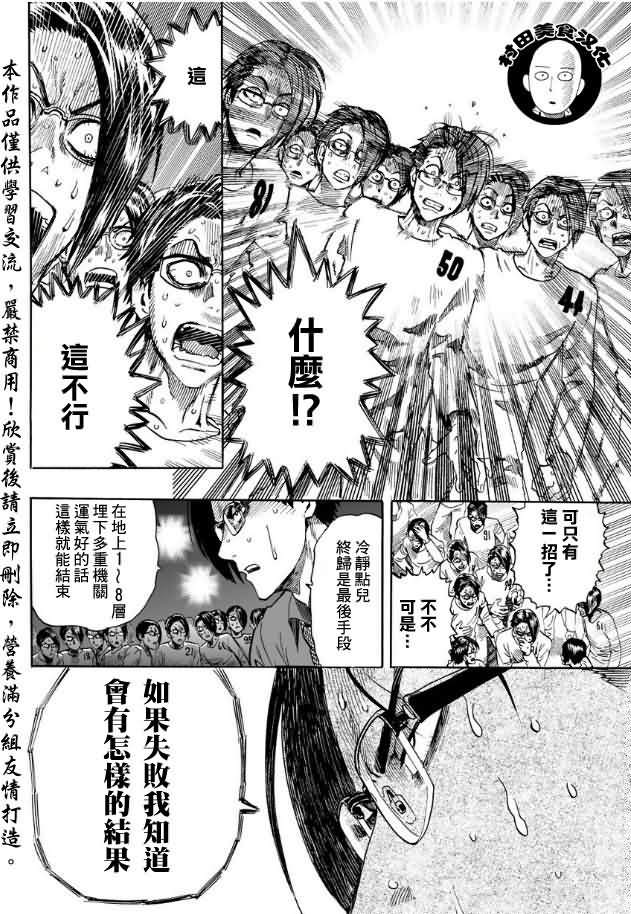 村田美食汉化
81
50
44
什麼!?
這
這不行
可只有
這一招了…
不不
可是…
91
冷靜點兒
終歸是最後手段
在地上1~8層
埋下多重機關
運氣好的話
這樣就能結束
21
如果失敗我知道
會有怎樣的結果
本作品僅供學習交流，嚴禁商用！欣賞後請立即刪除，營養滿分組友情打造。